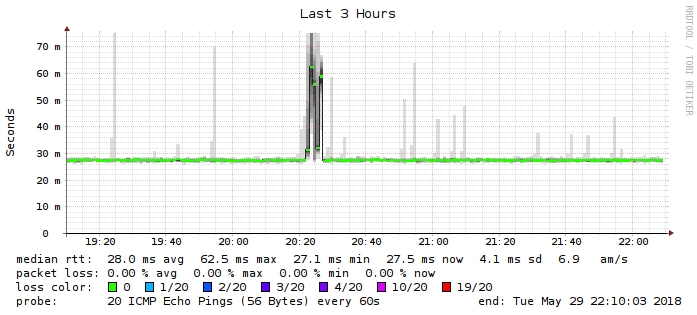 Last 3 Hours
RRDTOOL / TOBI OETIKER
Seconds
70 m
60 m
50 m
40 m
30 m
20 m
10 m
0
19:20 19:40 20:00 20:20 20:40 21:00 21:20 21:40 22:00
median rtt: 28.0 ms avg 62.5 ms max 27.1 ms min 27.5 ms now 4.1 ms sd 6.9 am/s
packet loss: 0.00 % avg 0.00 % max 0.00 % min 0.00 % now
loss color: 0 1/20 2/20 3/20 4/20 10/20 19/20
probe: 20 ICMP Echo Pings (56 Bytes) every 60s end: Tue May 29 22:10:03 2018